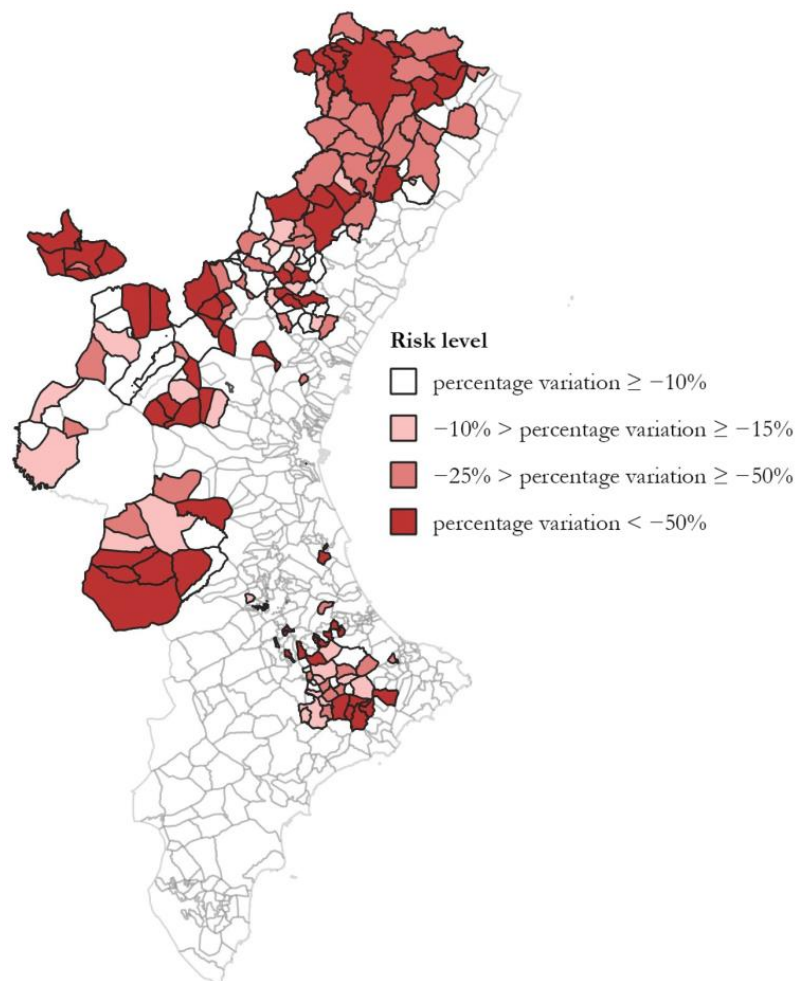 Risk level
percentage variation ≥ −10%
−10% > percentage variation ≥ −15%
−25% > percentage variation ≥ −50%
percentage variation < −50%